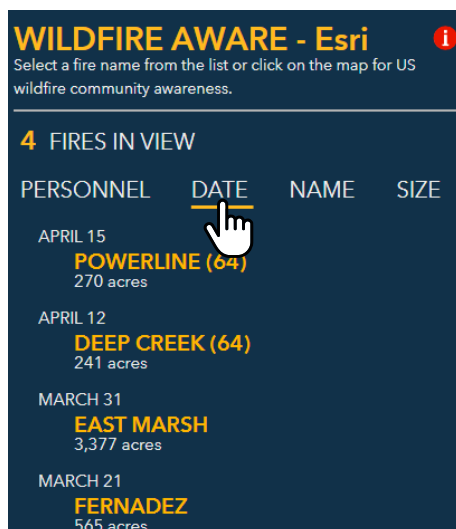 WILDFIRE AWARE - Esri
i
Select a fire name from the list or click on the map for US
wildfire community awareness.
4 FIRES IN VIEW
PERSONNEL DATE NAME SIZE
APRIL 15
POWERLINE (64)
270 acres
APRIL 12
DEEP CREEK (64)
241 acres
MARCH 31
EAST MARSH
3,377 acres
MARCH 21
FERNADEZ
565 acres